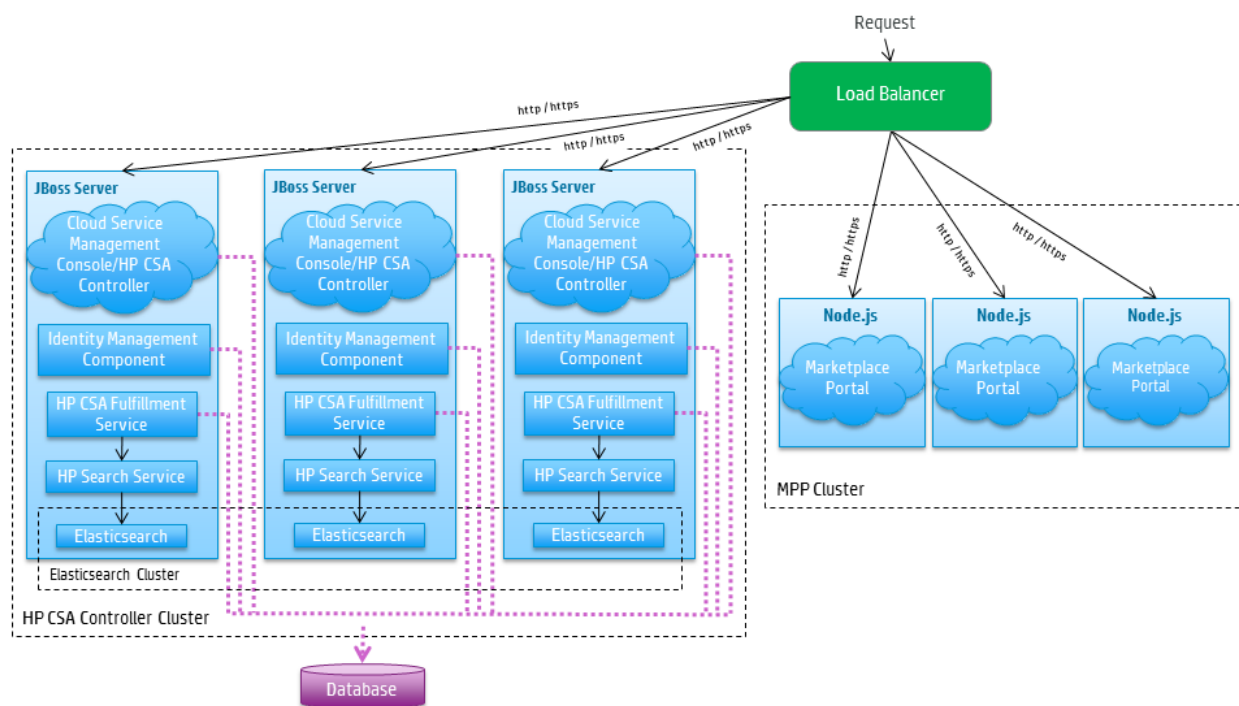 Request
Load Balancer
http / https
http / https
http / https
http / https
http / https
http / https
JBoss Server
Cloud Service
Management
Console/HP CSA
Controller
Identity Management
Component
HP CSA Fulfillment
Service
HP Search Service
Elasticsearch
JBoss Server
Cloud Service
Management
Console/HP CSA
Controller
Identity Management
Component
HP CSA Fulfillment
Service
HP Search Service
Elasticsearch
JBoss Server
Cloud Service
Management
Console/HP CSA
Controller
Identity Management
Component
HP CSA Fulfillment
Service
HP Search Service
Elasticsearch
Elasticsearch Cluster
HP CSA Controller Cluster
Node.js
Marketplace
Portal
Node.js
Marketplace
Portal
Node.js
Marketplace
Portal
MPP Cluster
Database